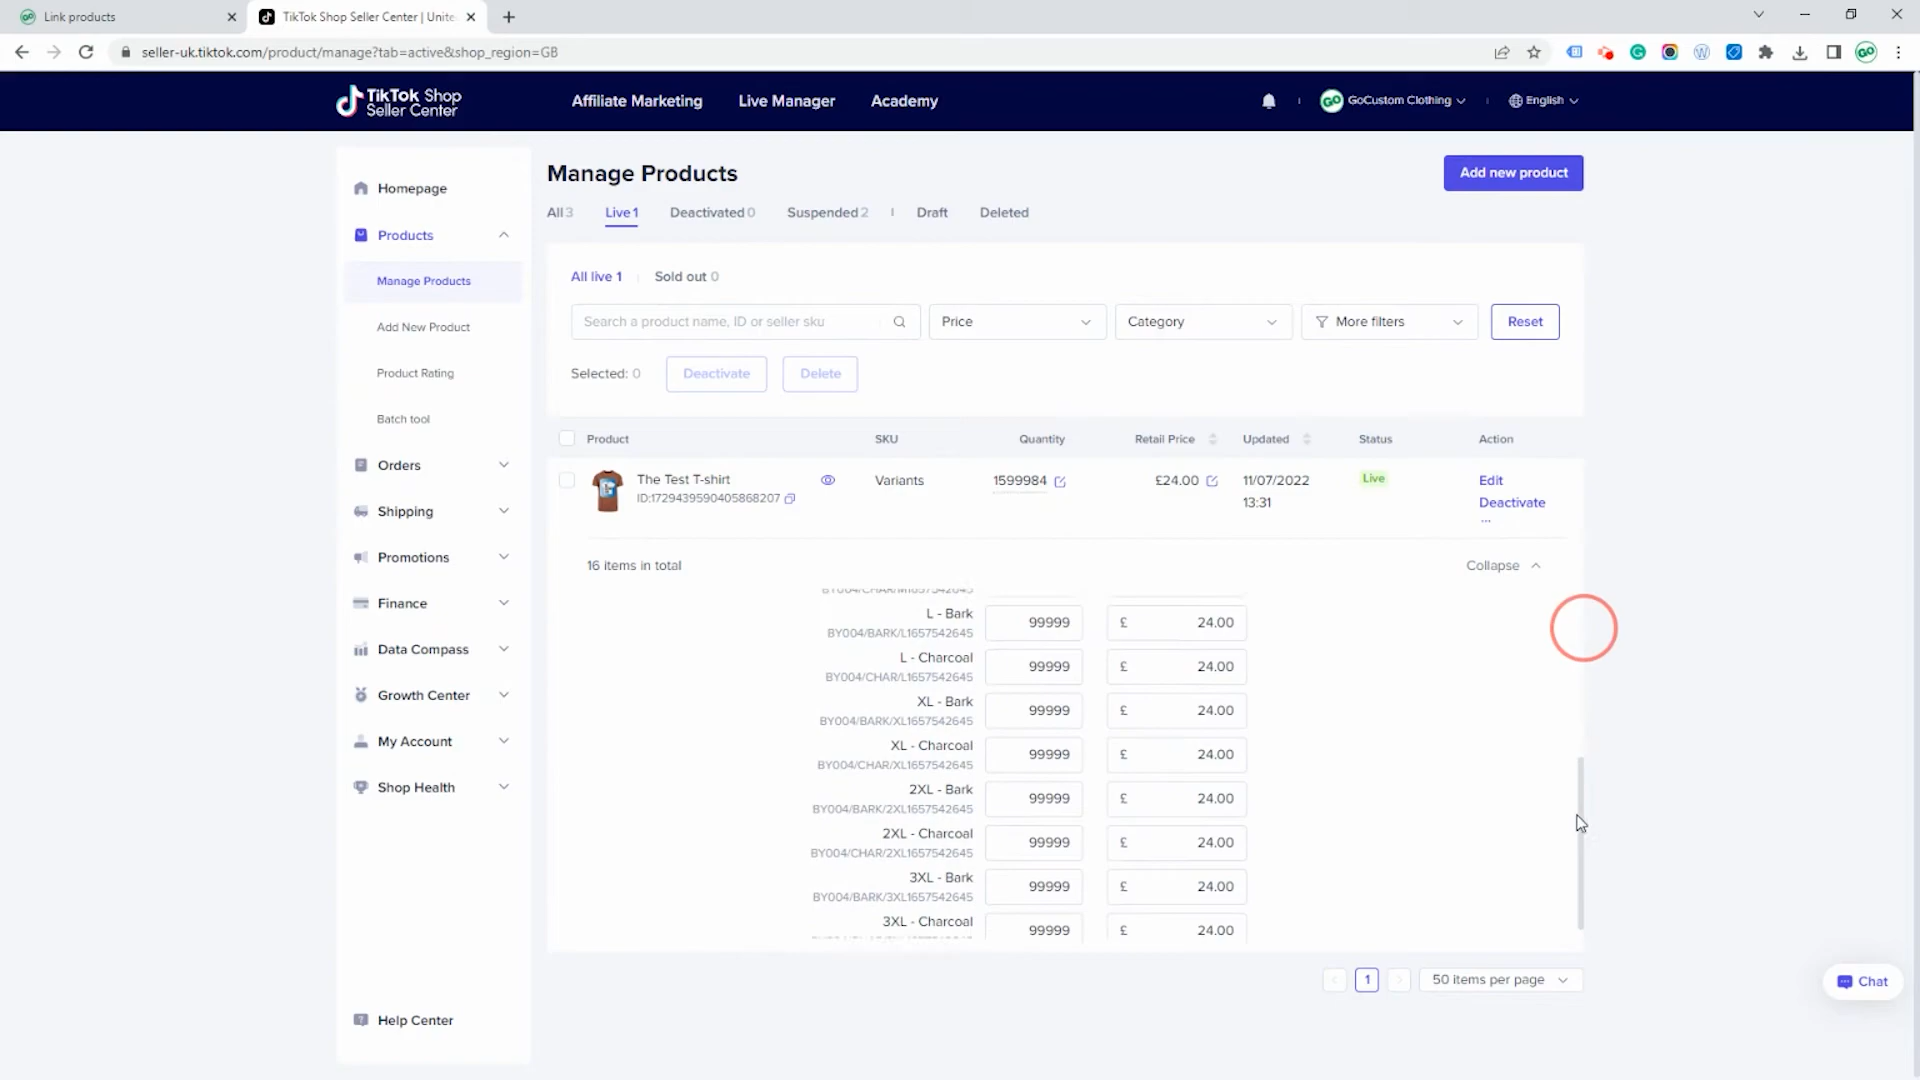 Link products
TikTok Shop Seller Center | Unite
seller-uk.tiktok.com/product/manage?tab=active&shop_region=GB
TikTok Shop
Seller Center
Affiliate Marketing
Live Manager
Academy
GO
GoCustom Clothing
English
Homepage
Products
Manage Products
Add New Product
Product Rating
Batch tool
Orders
Shipping
Promotions
Finance
Data Compass
Growth Center
My Account
Shop Health
Help Center
Manage Products
Add new product
All 3
Live 1
Deactivated 0
Suspended 2
Draft
Deleted
All live 1
Sold out 0
Search a product name, ID or seller sku
Price
Category
More filters
Reset
Selected: 0
Deactivate
Delete
Product SKU Quantity Retail Price Updated Status Action
The Test T-shirt
ID:1729439590405868207
Variants
1599984
£24.00
11/07/2022
13:31
Live
Edit
Deactivate
...
16 items in total
Collapse
L - Bark
BY004/BARK/L1657542645
99999 £ 24.00
L - Charcoal
BY004/CHAR/L1657542645
99999 £ 24.00
XL - Bark
BY004/BARK/XL1657542645
99999 £ 24.00
XL - Charcoal
BY004/CHAR/XL1657542645
99999 £ 24.00
2XL - Bark
BY004/BARK/2XL1657542645
99999 £ 24.00
2XL - Charcoal
BY004/CHAR/2XL1657542645
99999 £ 24.00
3XL - Bark
BY004/BARK/3XL1657542645
99999 £ 24.00
3XL - Charcoal
99999 £ 24.00
1
50 items per page
Chat